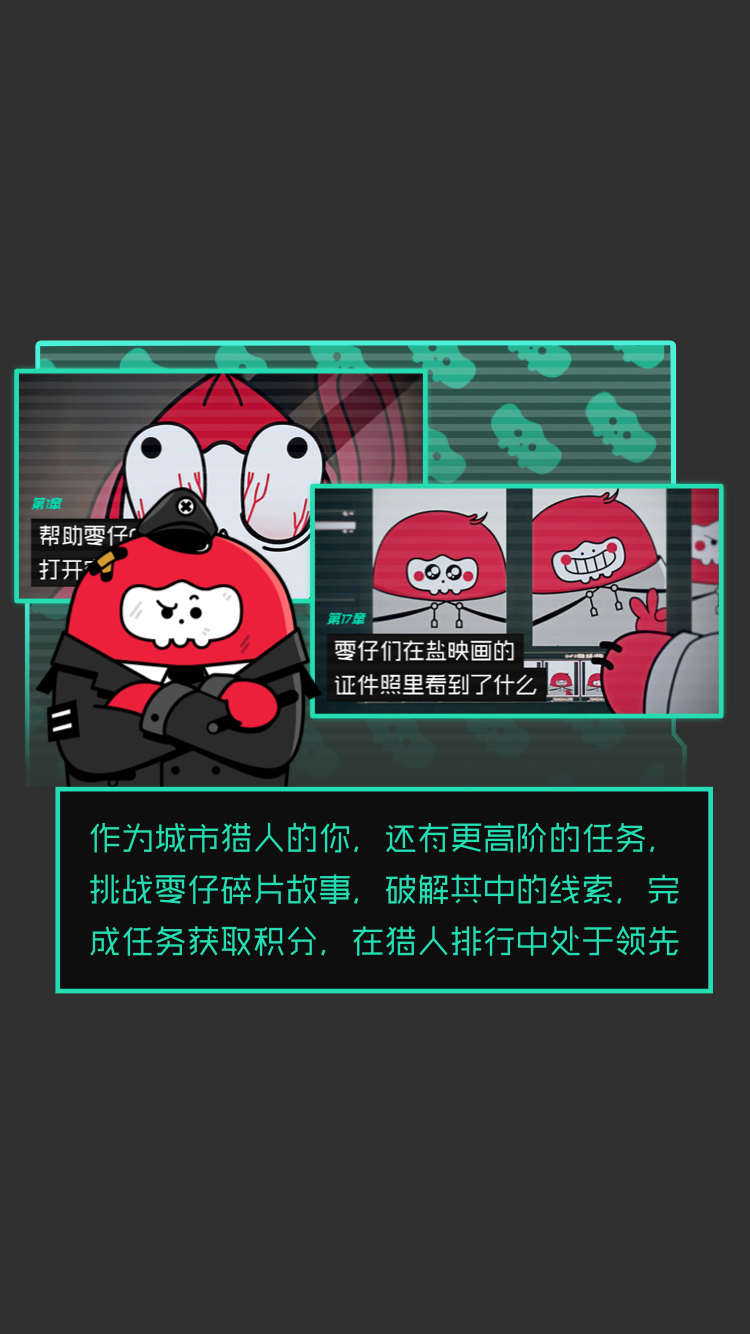 第1章
帮助零仔
打开
第17章
零仔们在盐映画的
证件照里看到了什么
作为城市猎人的你，还有更高阶的任务，
挑战零仔碎片故事，破解其中的线索，完
成任务获取积分，在猎人排行中处于领先